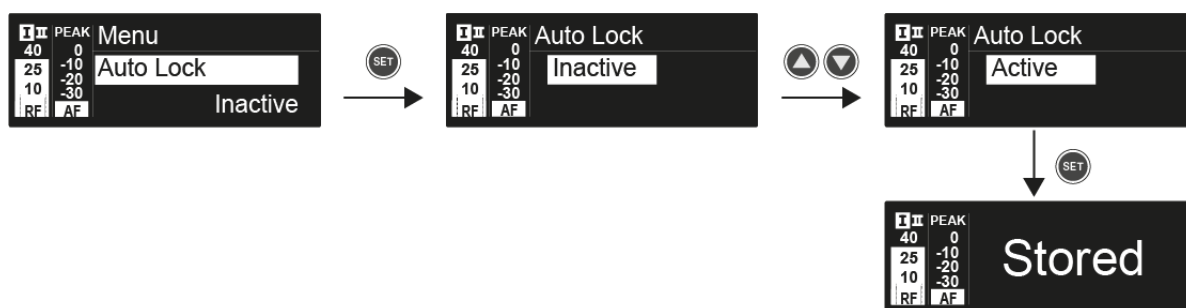 I II PEAK Menu
40 0
25 -10 Auto Lock
-20
10 -30 Inactive
RF AF
SET
I II PEAK Auto Lock
40 0
25 -10 Inactive
-20
10 -30
RF AF
I II PEAK Auto Lock
40 0
25 -10 Active
-20
10 -30
RF AF
SET
I II PEAK
40 0
25 -10 Stored
-20
10 -30
RF AF